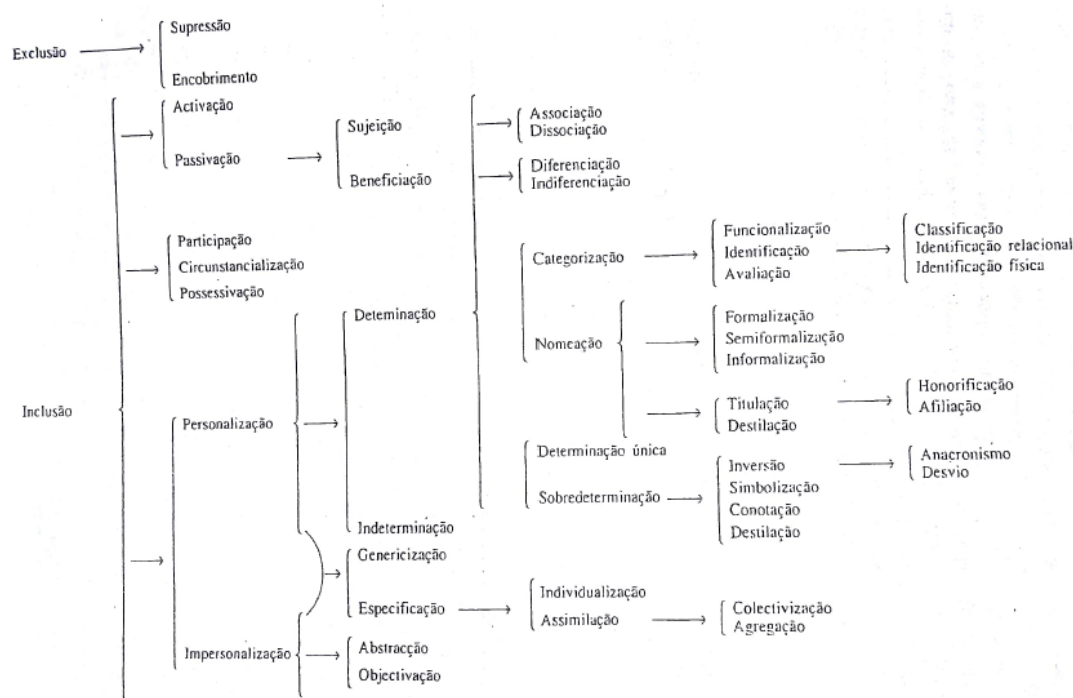 Exclusão
Supressão
Encobrimento
Inclusão
Activação
Passivação
Sujeição
Beneficiação
Participação
Circunstancialização
Possessivação
Personalização
Impersonalização
Deteminação
Indeterminação
Genericização
Especificação
Abstracção
Objectivação
Associação
Dissociação
Diferenciação
Indiferenciação
Categorização
Nomeação
Funcionalização
Identificação
Avaliação
Classificação
Identificação relacional
Identificação física
Formalização
Semiformalização
Informalização
Titulação
Destilação
Honorificação
Afiliação
Determinação única
Sobredeterminação
Inversão
Simbolização
Conotação
Destilação
Anacronismo
Desvio
Individualização
Assimilação
Colectivização
Agregação